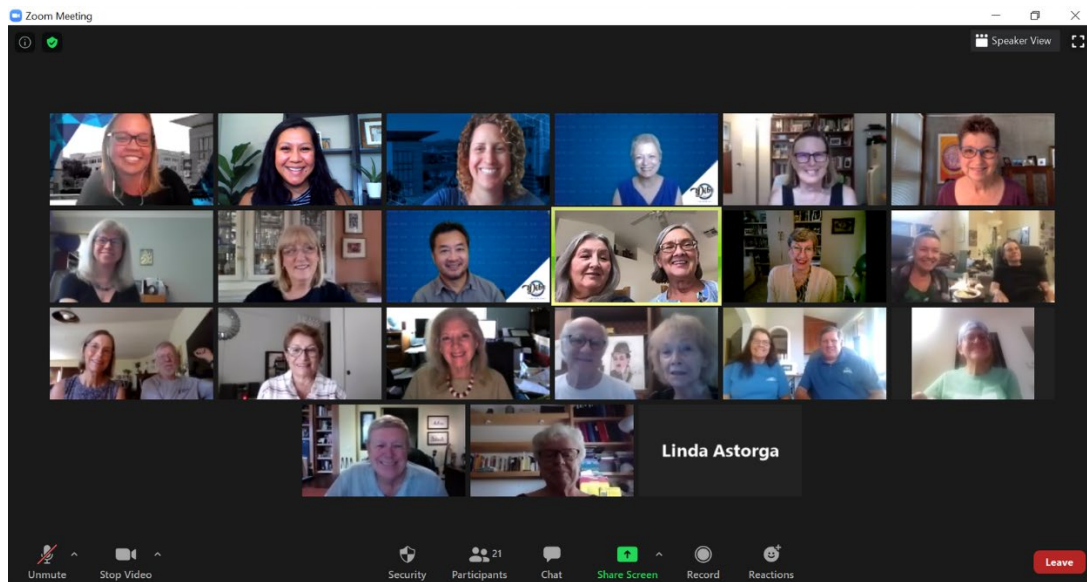 Zoom Meeting
Speaker View
Linda Astorga
Unmute
Stop Video
Security
21
Participants
Chat
Share Screen
Record
Reactions
Leave